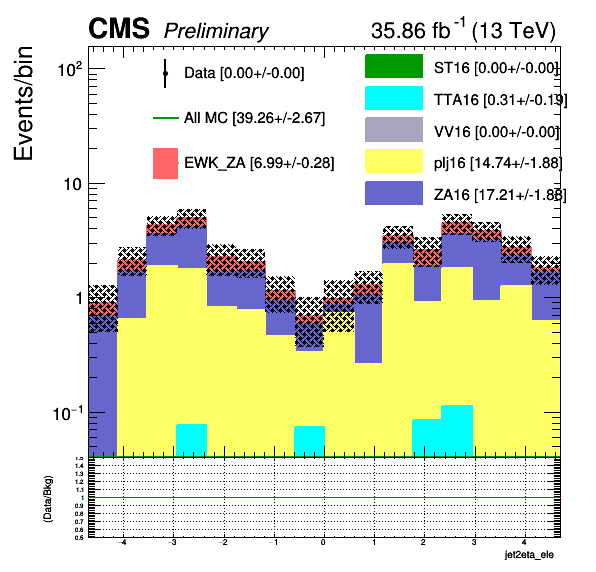 CMS Preliminary 35.86 fb⁻¹ (13 TeV)
Events/bin
10²
10
1
10⁻¹
Data [0.00+/-0.00]
All MC [39.26+/-2.67]
EWK_ZA [6.99+/-0.28]
ST16 [0.00+/-0.00]
TTA16 [0.31+/-0.19]
VV16 [0.00+/-0.00]
plj16 [14.74+/-1.88]
ZA16 [17.21+/-1.88]
(Data/Bkg)
1.5
1.4
1.3
1.2
1.1
1
0.9
0.8
0.7
0.6
0.5
−4 −3 −2 −1 0 1 2 3 4
jet2eta_ele